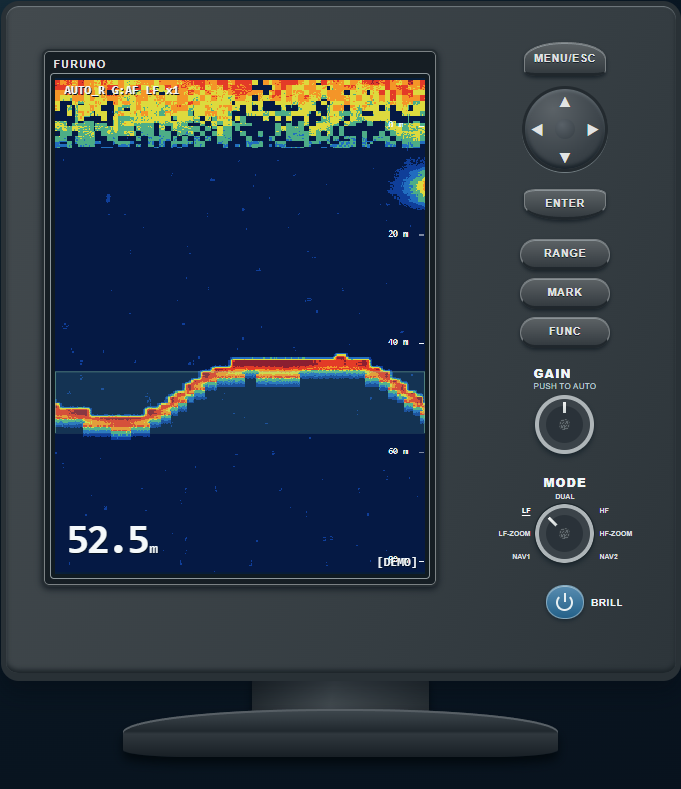 FURUNO
AUTO_R G:AF LF x1
20 m
40 m
60 m
52.5m
[DEMO]
MENU/ESC
ENTER
RANGE
MARK
FUNC
GAIN
PUSH TO AUTO
MODE
DUAL
LF
HF
LF-ZOOM
HF-ZOOM
NAV1
NAV2
BRILL